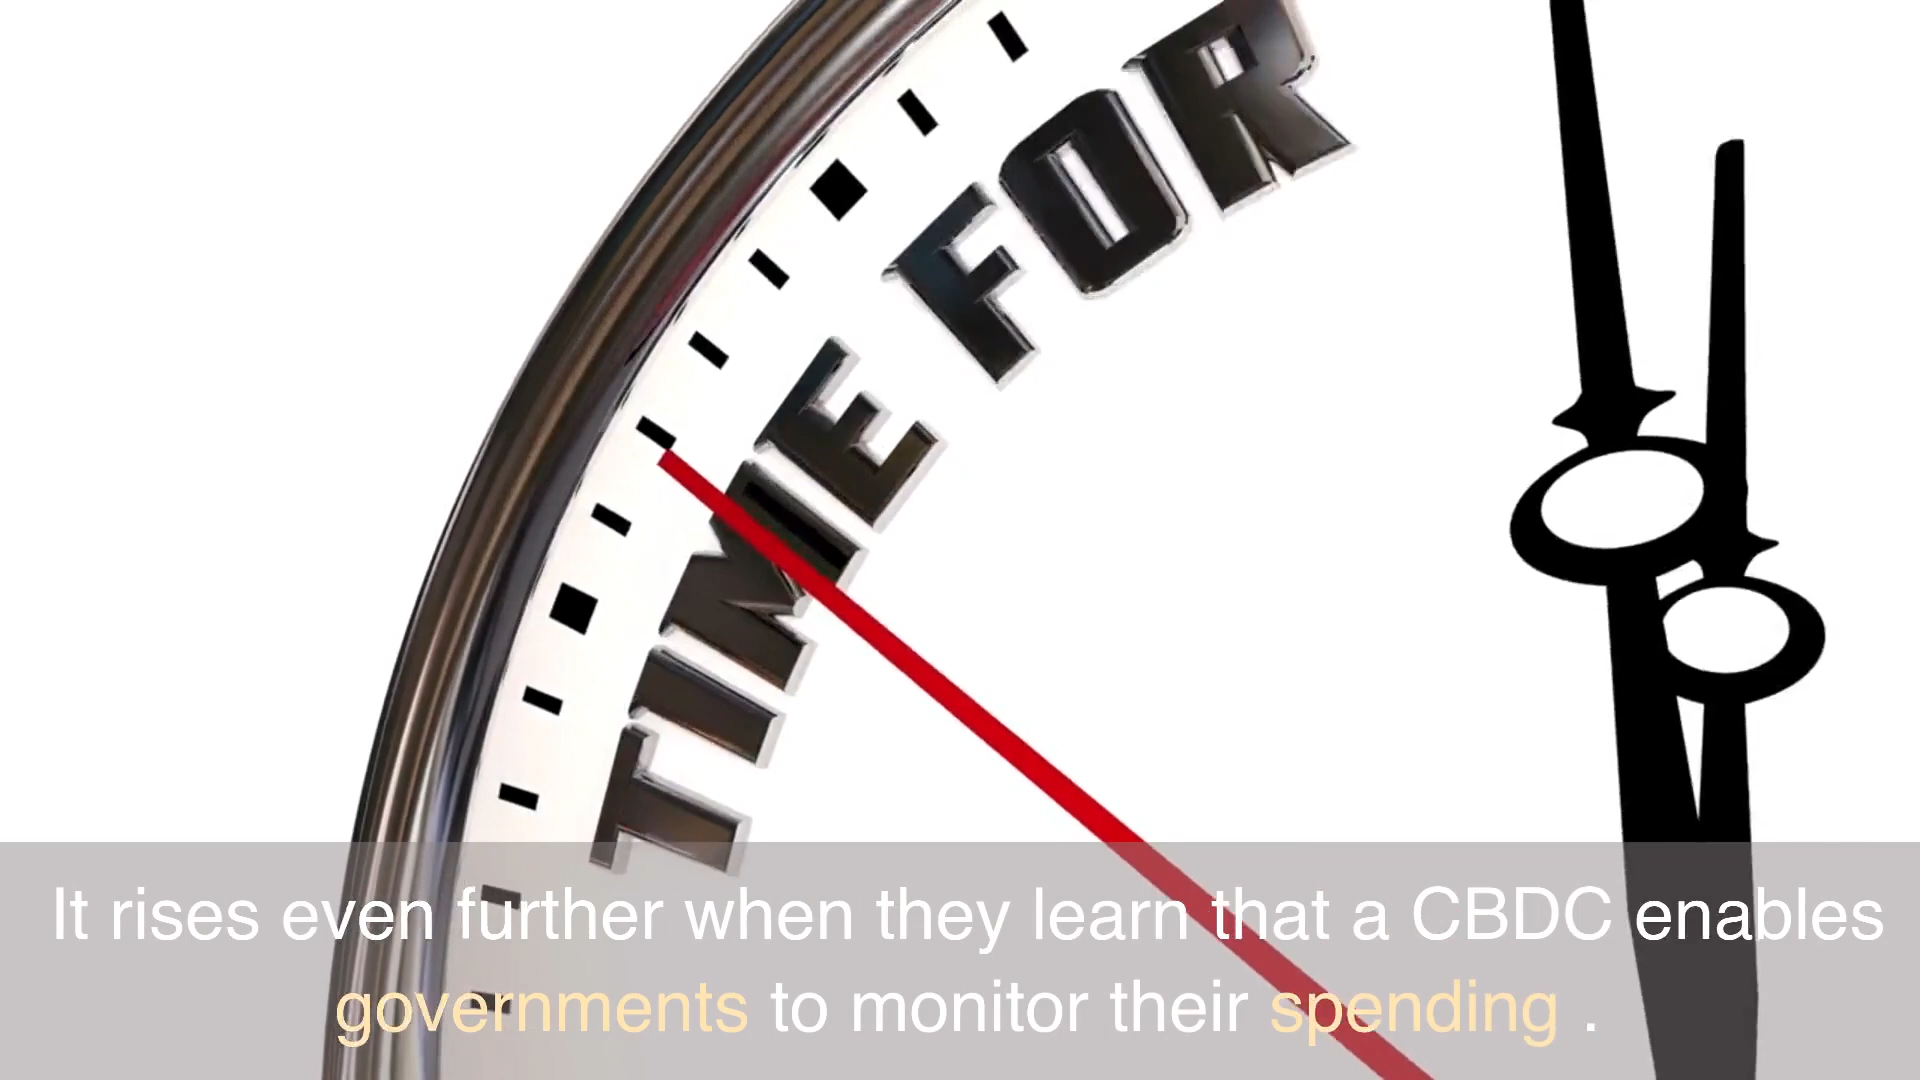 TIME FOR
It rises even further when they learn that a CBDC enables
governments to monitor their spending .